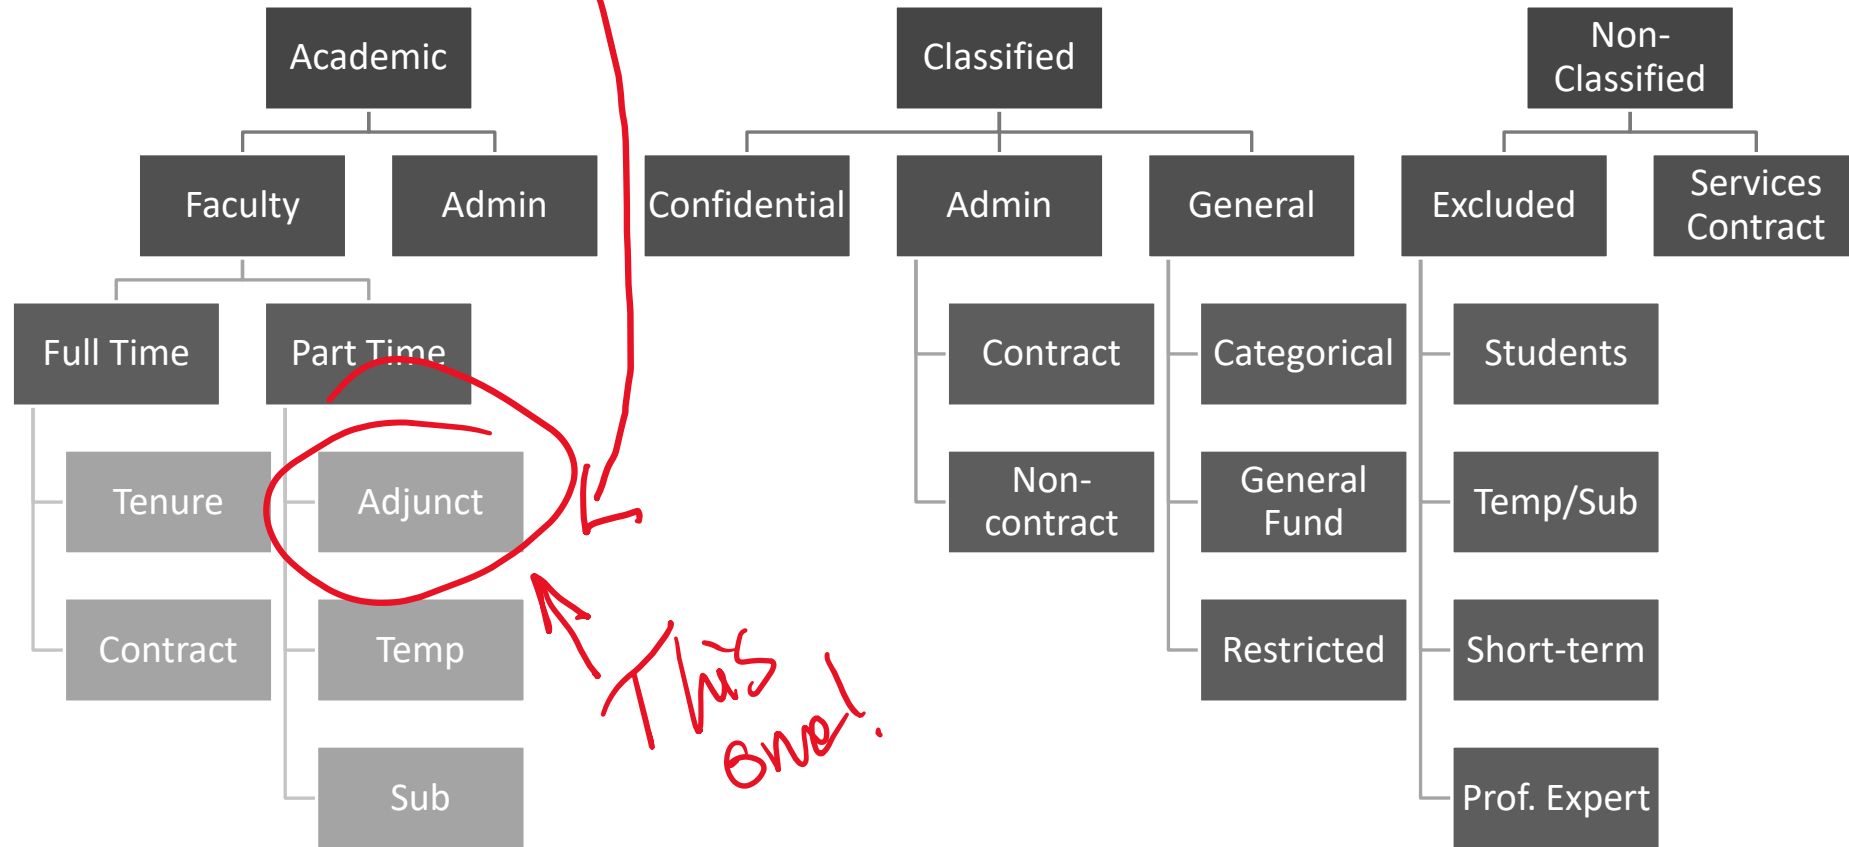 Academic
Classified
Non-
Classified
Faculty
Admin
Confidential
Admin
General
Excluded
Services
Contract
Full Time
Part Time
Contract
Categorical
Students
Tenure
Adjunct
Non-
contract
General
Fund
Temp/Sub
Contract
Temp
Restricted
Short-term
This
one!
Sub
Prof. Expert